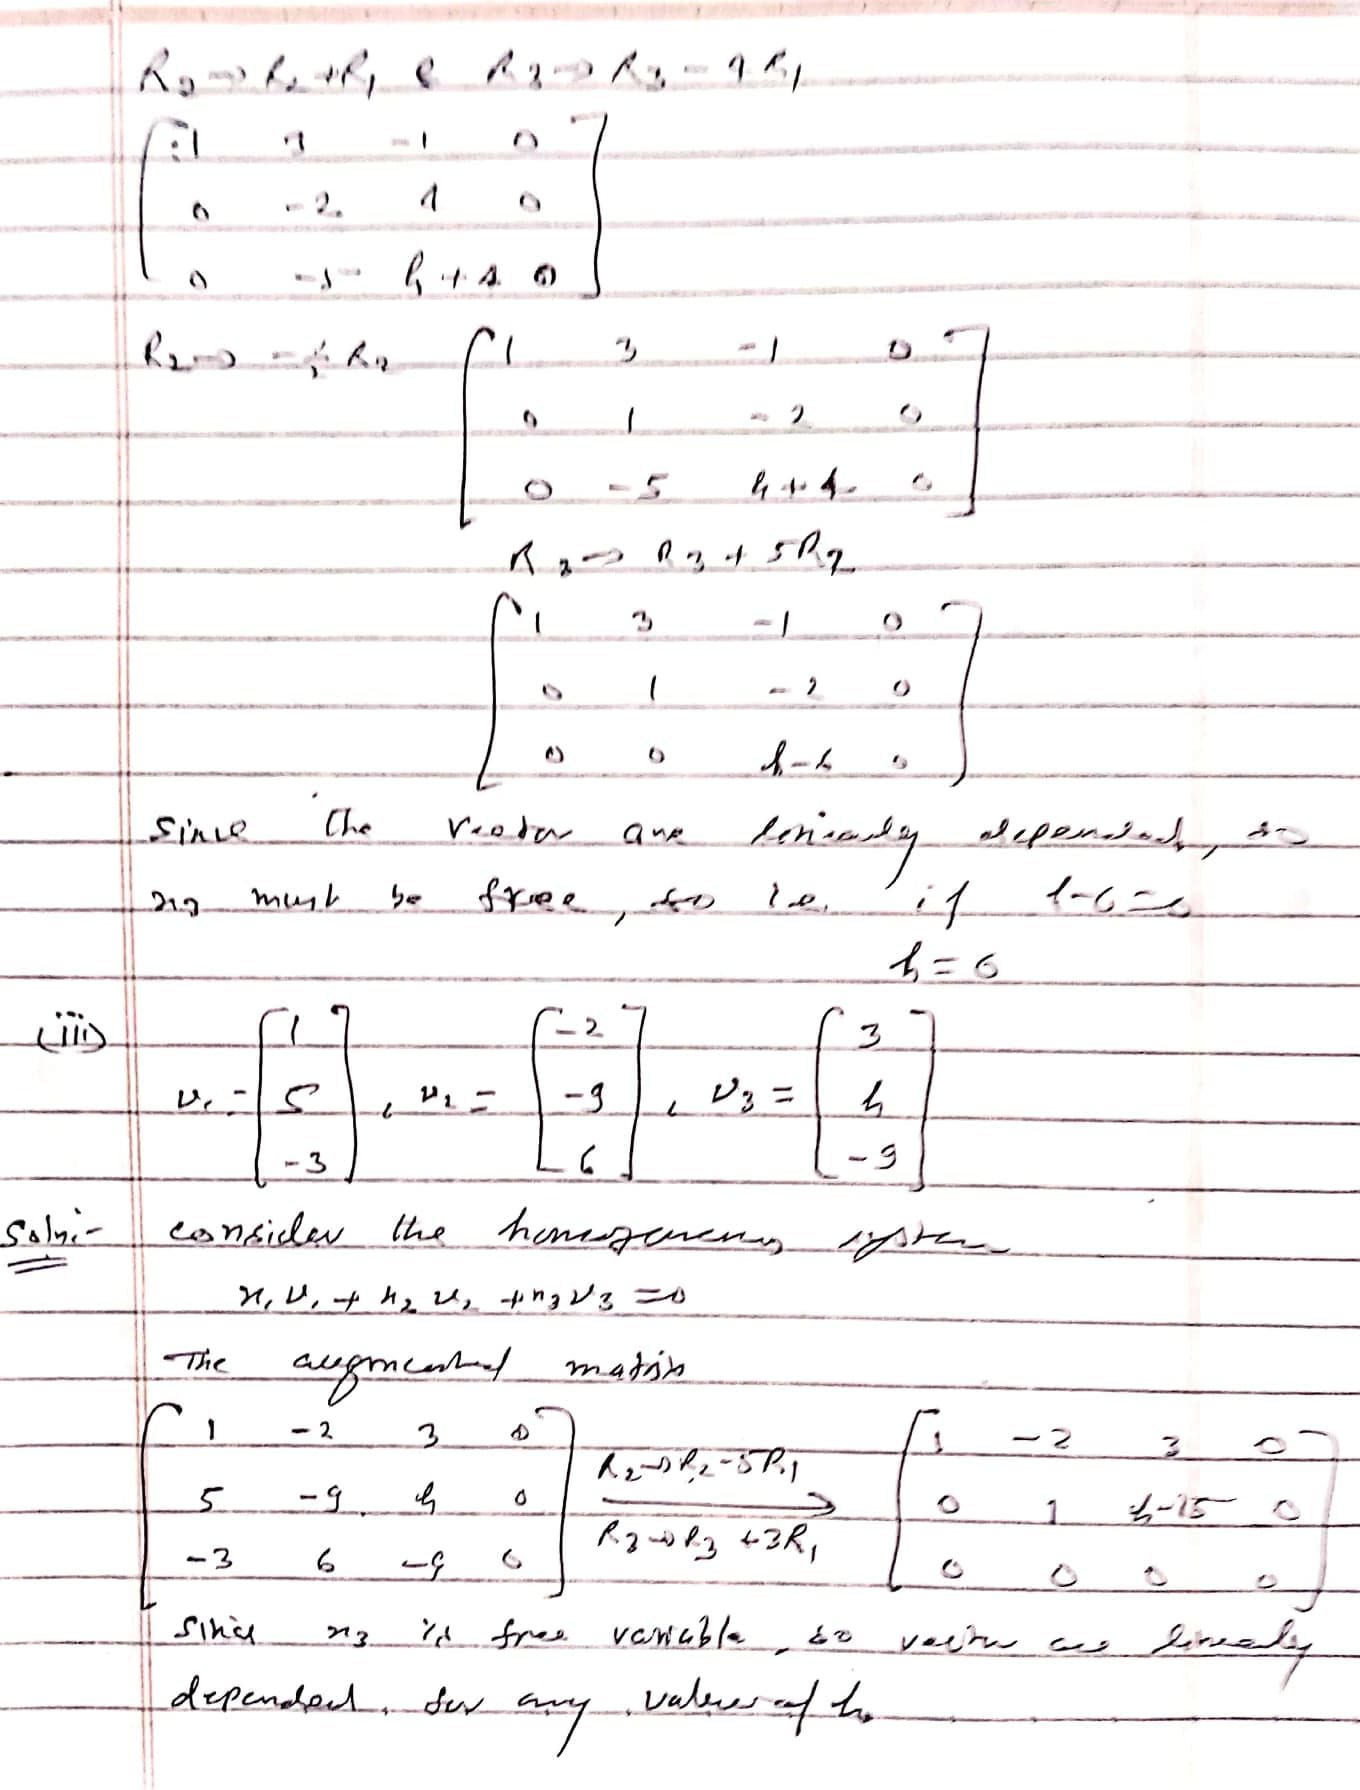 R2 → R2 + R1 & R3 → R3 - 4R1
1 3 -1 0
0 -2 4 0
0 -5 h+4 0
R2 → -½ R2
1 3 -1 0
0 1 -2 0
0 -5 h+4 0
R3 → R3 + 5R2
1 3 -1 0
0 1 -2 0
0 0 h-6 0
Since the vector are linearly dependent, so
x3 must be free, so i.e. if h-6=0
h=6
(iii) v1 = [1 5 -3], v2 = [-2 -9 6], v3 = [3 h -9]
Soln:- consider the homogeneous system
x1v1 + x2v2 + x3v3 = 0
The augmented matrix
1 -2 3 0
5 -9 h 0
-3 6 -9 0
R2 → R2 - 5R1
R3 → R3 + 3R1
1 -2 3 0
0 1 h-15 0
0 0 0 0
Since x3 is free variable, so vector are linearly
dependent. for any values of h.